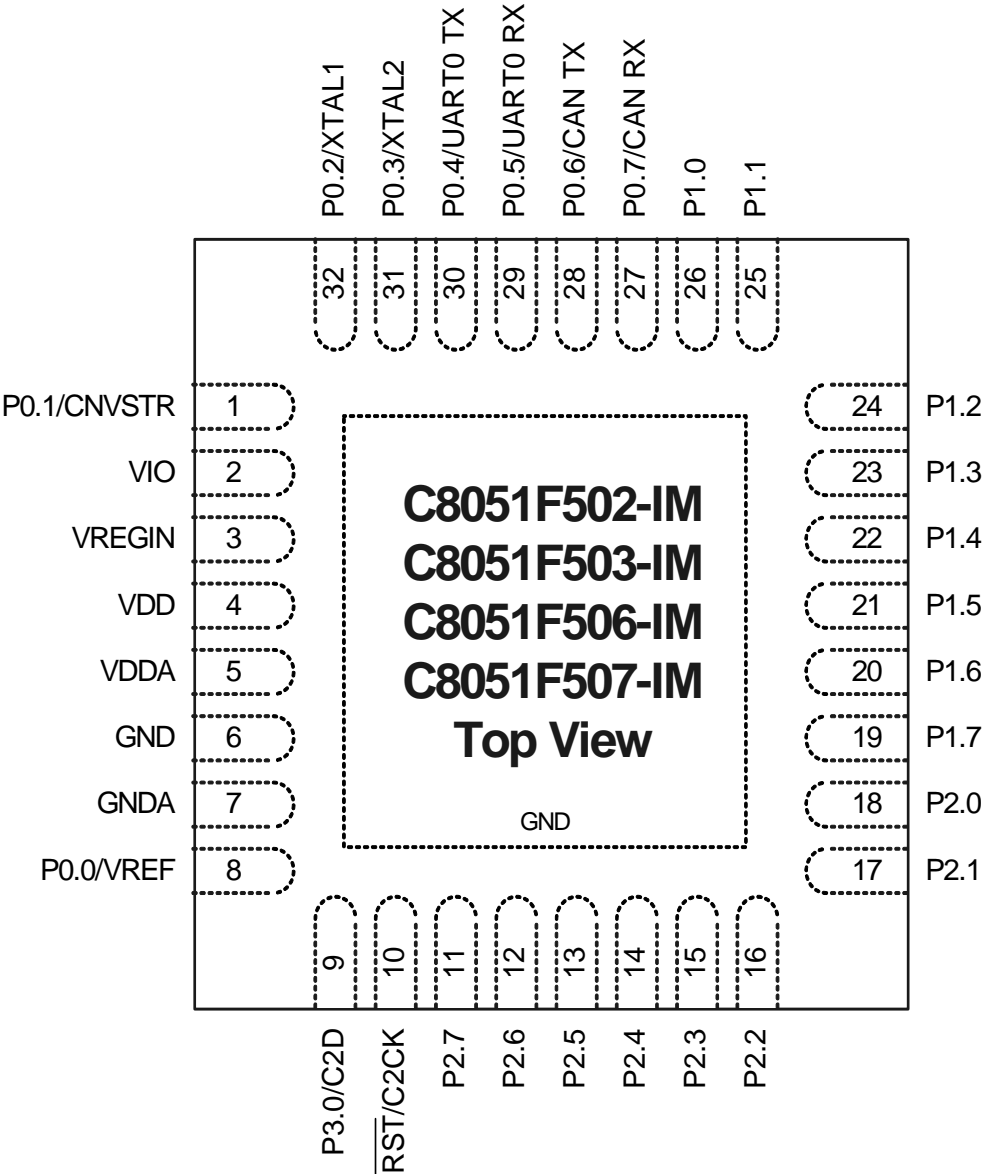 P0.2/XTAL1
P0.3/XTAL2
P0.4/UART0 TX
P0.5/UART0 RX
P0.6/CAN TX
P0.7/CAN RX
P1.0
P1.1
32
31
30
29
28
27
26
25
P0.1/CNVSTR 1
VIO 2
VREGIN 3
VDD 4
VDDA 5
GND 6
GNDA 7
P0.0/VREF 8
C8051F502-IM
C8051F503-IM
C8051F506-IM
C8051F507-IM
Top View
GND
24 P1.2
23 P1.3
22 P1.4
21 P1.5
20 P1.6
19 P1.7
18 P2.0
17 P2.1
9
10
11
12
13
14
15
16
P3.0/C2D
RST/C2CK
P2.7
P2.6
P2.5
P2.4
P2.3
P2.2